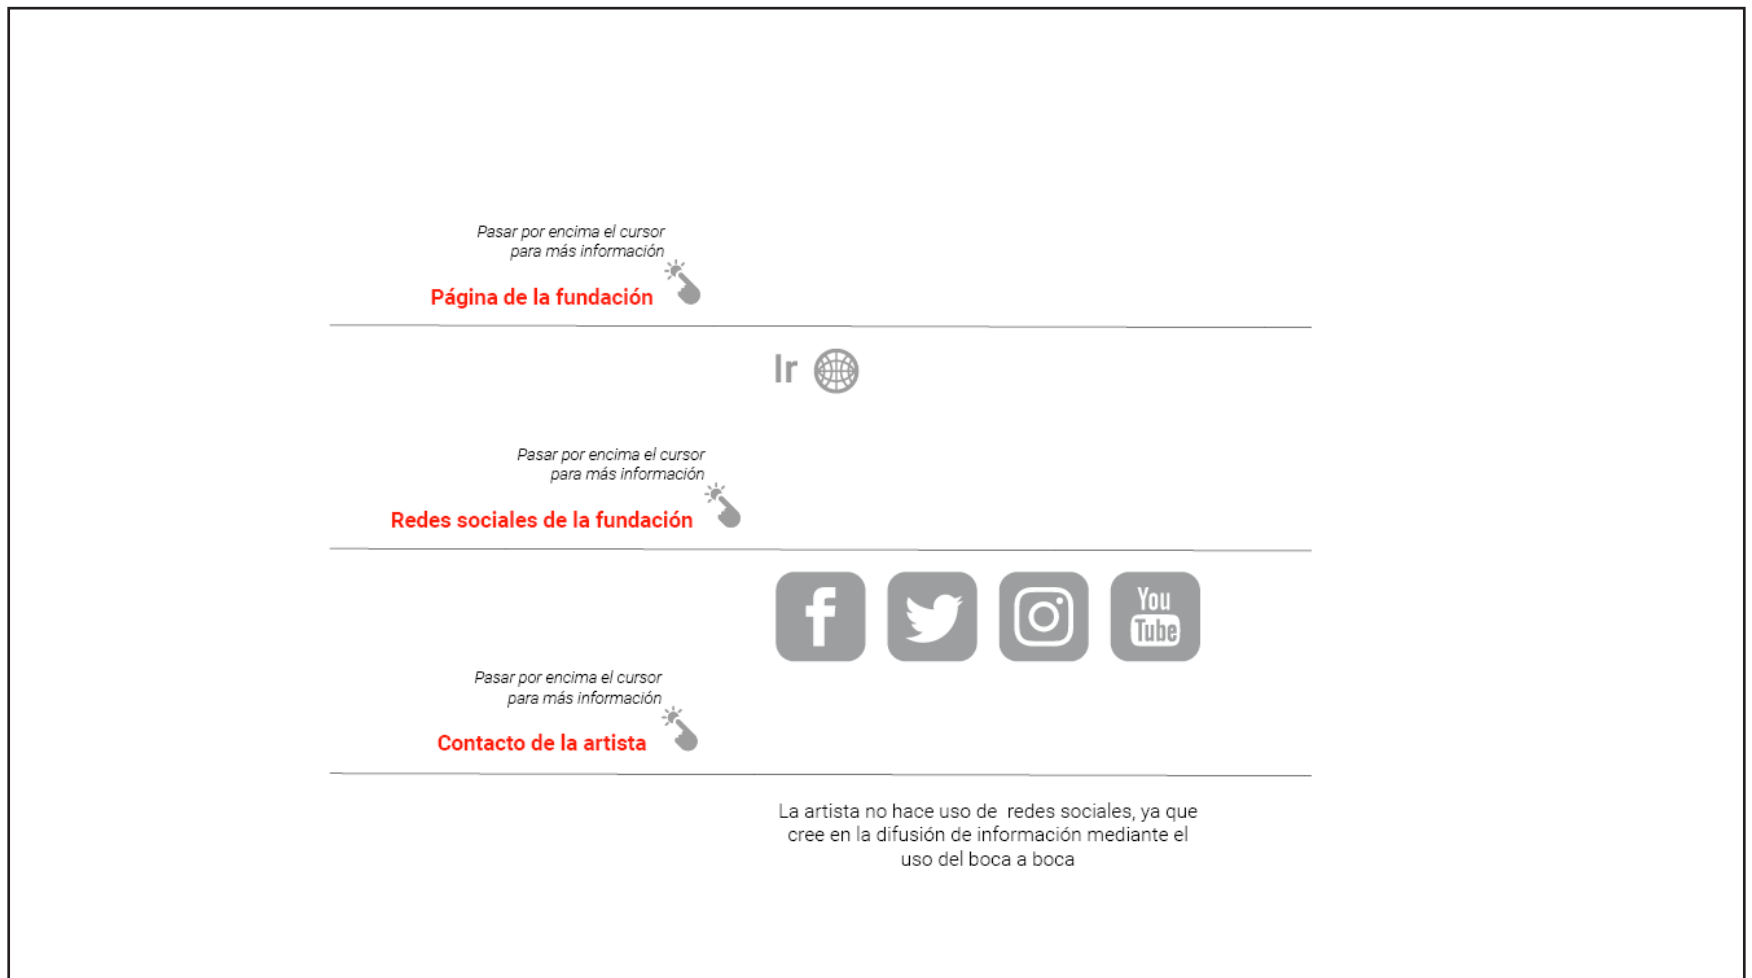 Pasar por encima el cursor
para más información
Página de la fundación
Ir
Pasar por encima el cursor
para más información
Redes sociales de la fundación
f
You
Tube
Pasar por encima el cursor
para más información
Contacto de la artista
La artista no hace uso de  redes sociales, ya que
cree en la difusión de información mediante el
uso del boca a boca